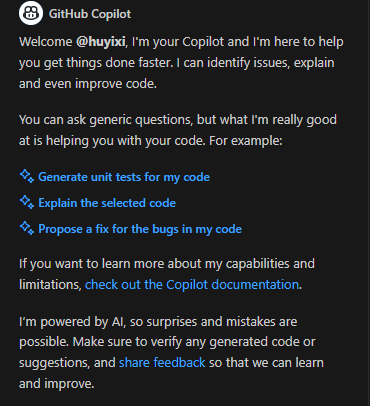 GitHub Copilot
Welcome @huyixi, I'm your Copilot and I'm here to help
you get things done faster. I can identify issues, explain
and even improve code.
You can ask generic questions, but what I'm really good
at is helping you with your code. For example:
Generate unit tests for my code
Explain the selected code
Propose a fix for the bugs in my code
If you want to learn more about my capabilities and
limitations, check out the Copilot documentation.
I'm powered by AI, so surprises and mistakes are
possible. Make sure to verify any generated code or
suggestions, and share feedback so that we can learn
and improve.